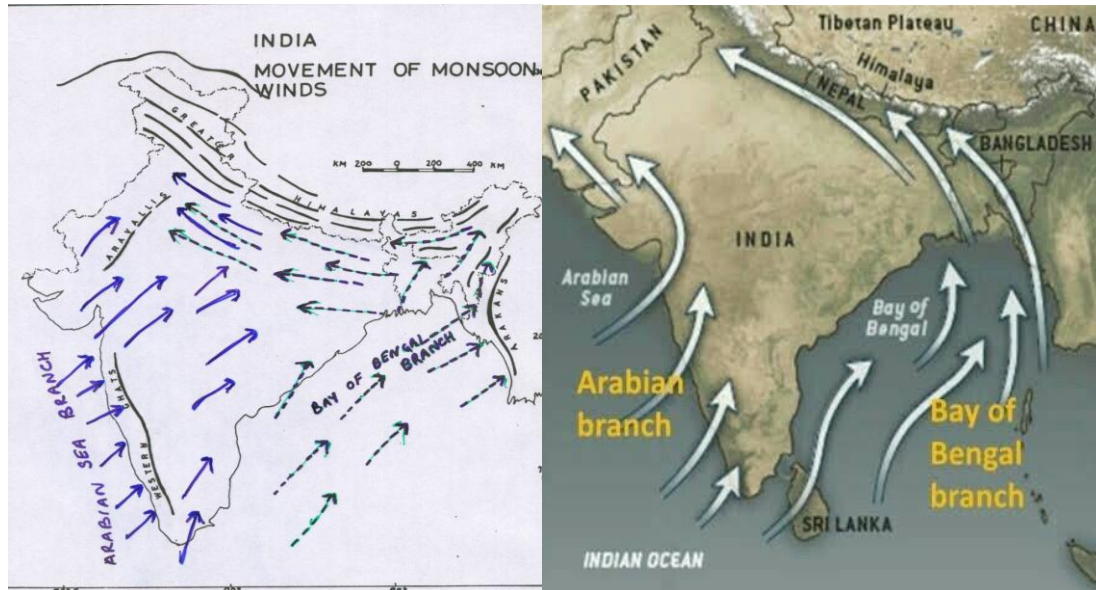 INDIA
MOVEMENT OF MONSOON
WINDS
GREATER
HIMALAYAS
KM 200 0 200 400 KM
ARAVALLIS
ARAKANS
BAY OF BENGAL
BRANCH
WESTERN GHATS
ARABIAN SEA BRANCH
Tibetan Plateau
CHINA
PAKISTAN
Himalaya
NEPAL
BANGLADESH
INDIA
Arabian
Sea
Bay of
Bengal
Arabian
branch
Bay of
Bengal
branch
SRI LANKA
INDIAN OCEAN